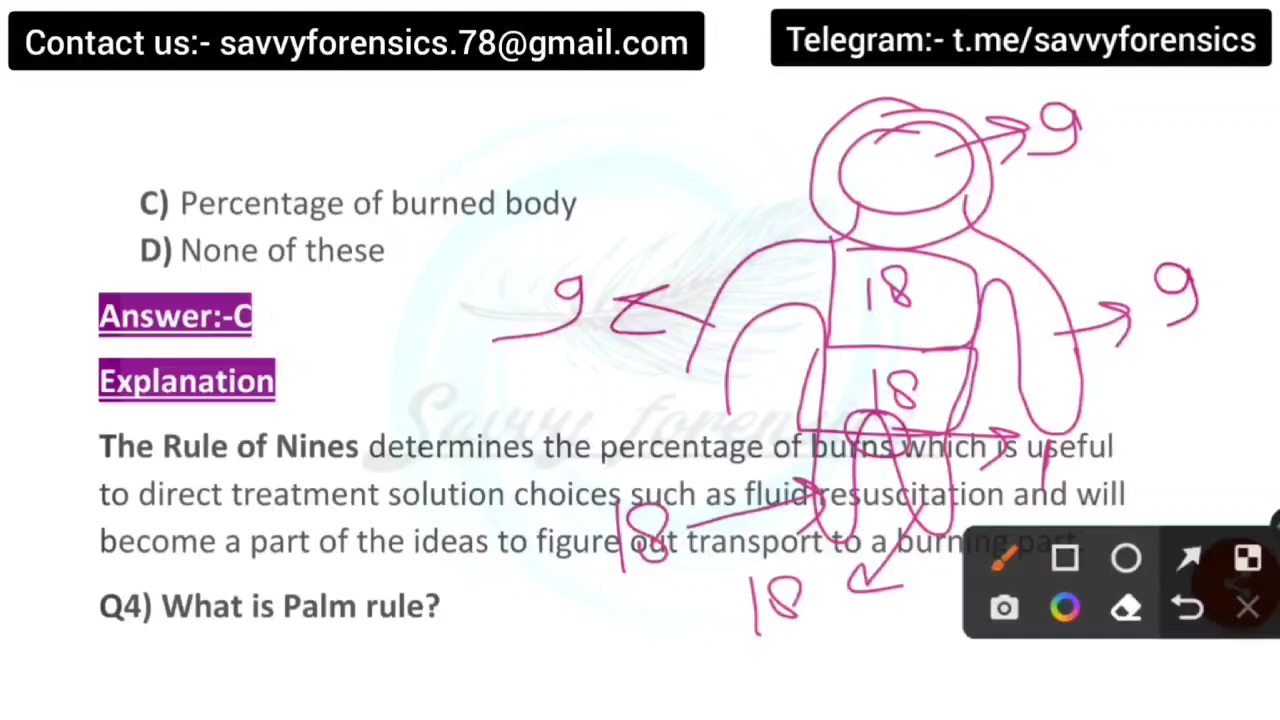 Contact us:- savvyforensics.78@gmail.com
Telegram:- t.me/savvyforensics
9
C) Percentage of burned body
D) None of these
18
9
9
Answer:-C
18
Explanation
Savvy forensics
The Rule of Nines determines the percentage of burns which is useful
1
to direct treatment solution choices such as fluid resuscitation and will
18
become a part of the ideas to figure out transport to a burning part.
18
Q4) What is Palm rule?